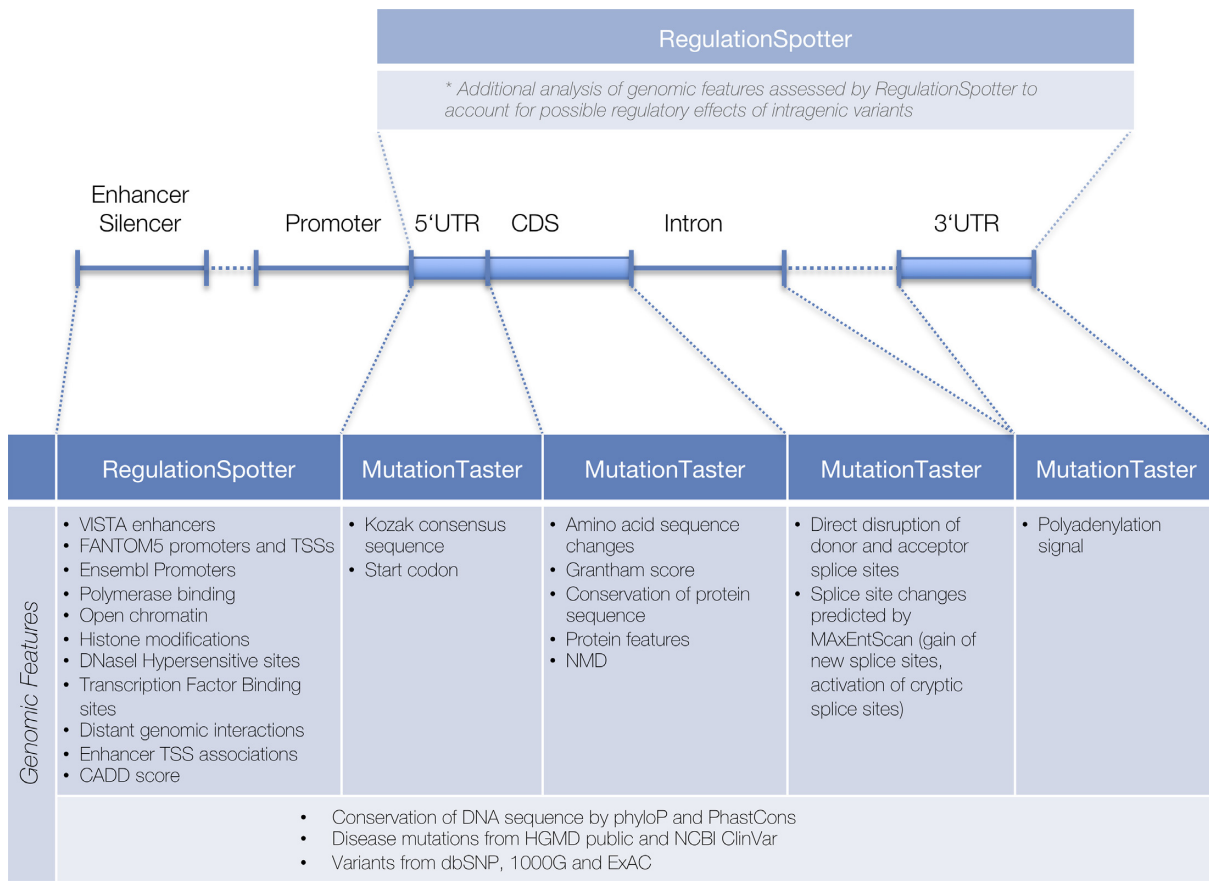 RegulationSpotter
* Additional analysis of genomic features assessed by RegulationSpotter to
account for possible regulatory effects of intragenic variants
Enhancer
Silencer
Promoter
5‘UTR
CDS
Intron
3‘UTR
RegulationSpotter
MutationTaster
MutationTaster
MutationTaster
MutationTaster
Genomic Features
• VISTA enhancers
• FANTOM5 promoters and TSSs
• Ensembl Promoters
• Polymerase binding
• Open chromatin
• Histone modifications
• DNaseI Hypersensitive sites
• Transcription Factor Binding
sites
• Distant genomic interactions
• Enhancer TSS associations
• CADD score
• Kozak consensus
sequence
• Start codon
• Amino acid sequence
changes
• Grantham score
• Conservation of protein
sequence
• Protein features
• NMD
• Direct disruption of
donor and acceptor
splice sites
• Splice site changes
predicted by
MAxEntScan (gain of
new splice sites,
activation of cryptic
splice sites)
• Polyadenylation
signal
• Conservation of DNA sequence by phyloP and PhastCons
• Disease mutations from HGMD public and NCBI ClinVar
• Variants from dbSNP, 1000G and ExAC